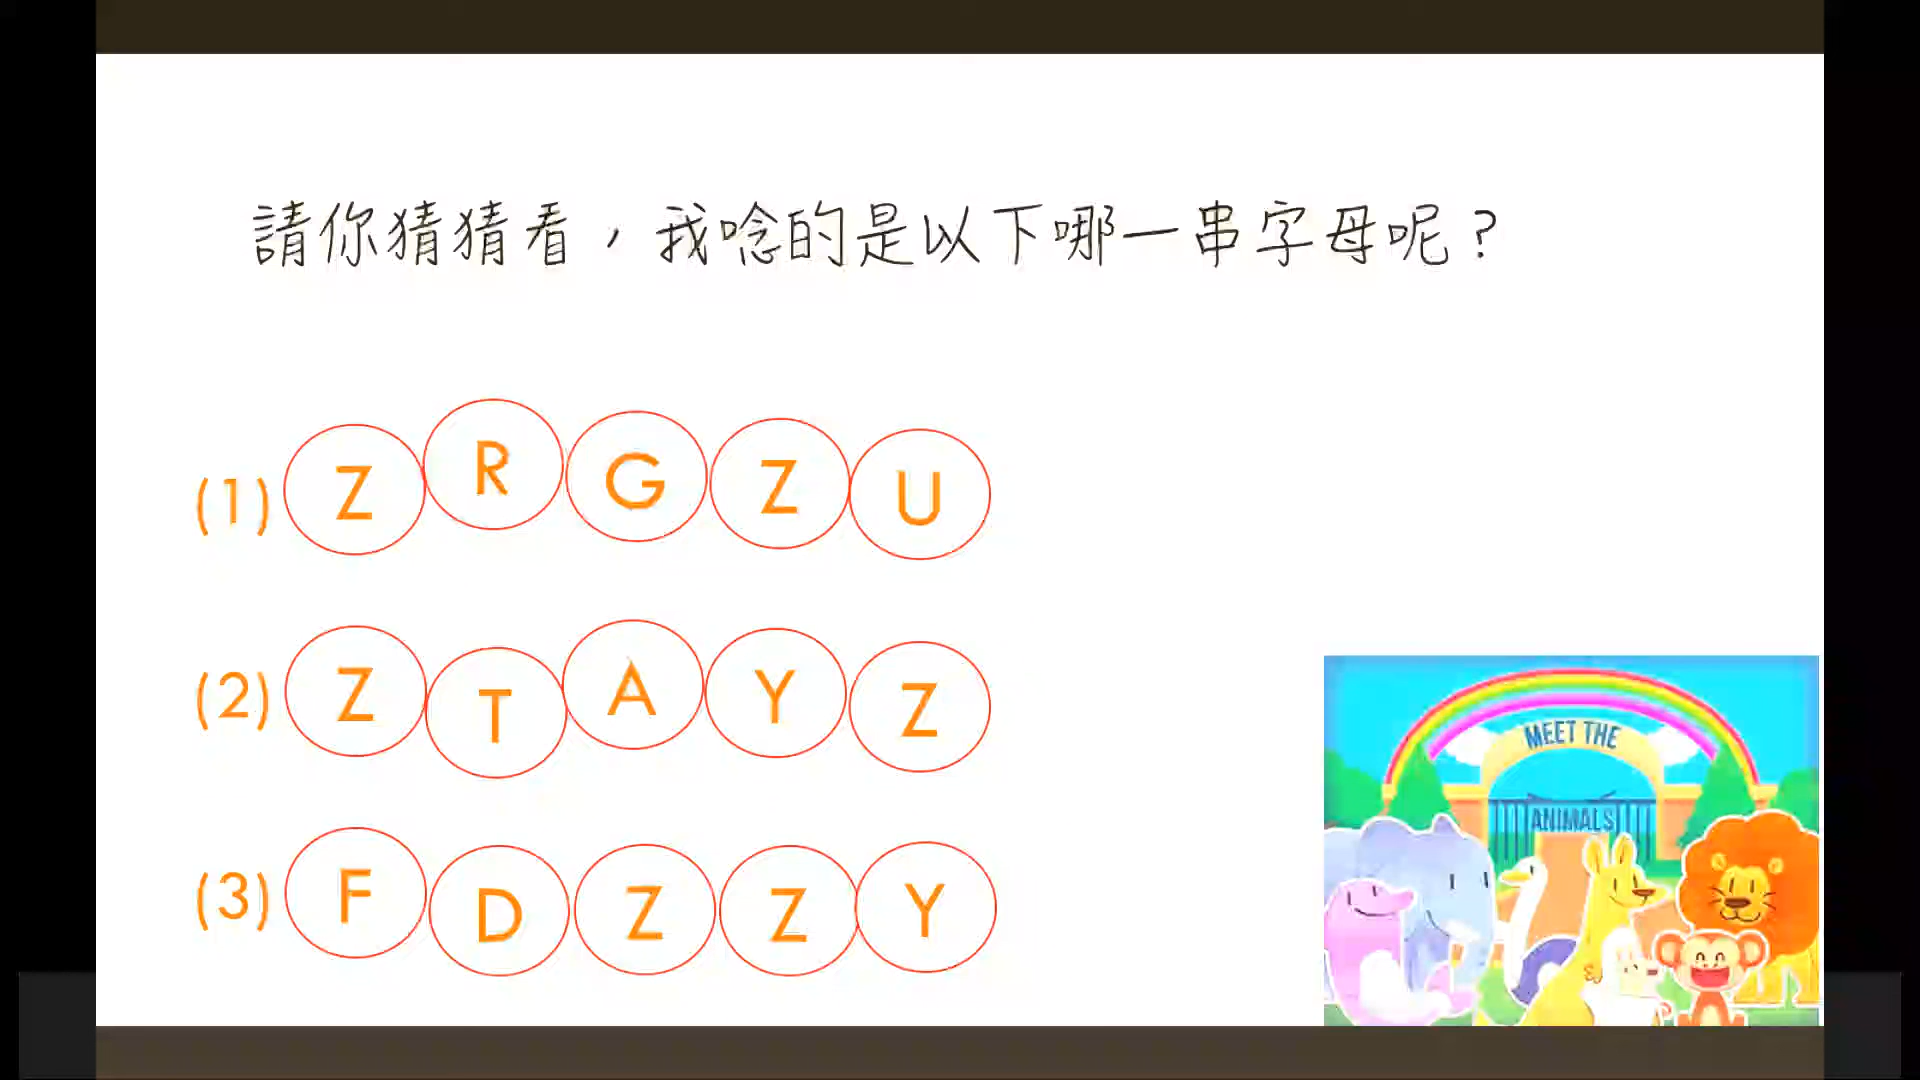 請你猜猜看，我唸的是以下哪一串字母呢？
(1) Z R G Z U
(2) Z T A Y Z
(3) F D Z Z Y
MEET THE
ANIMALS